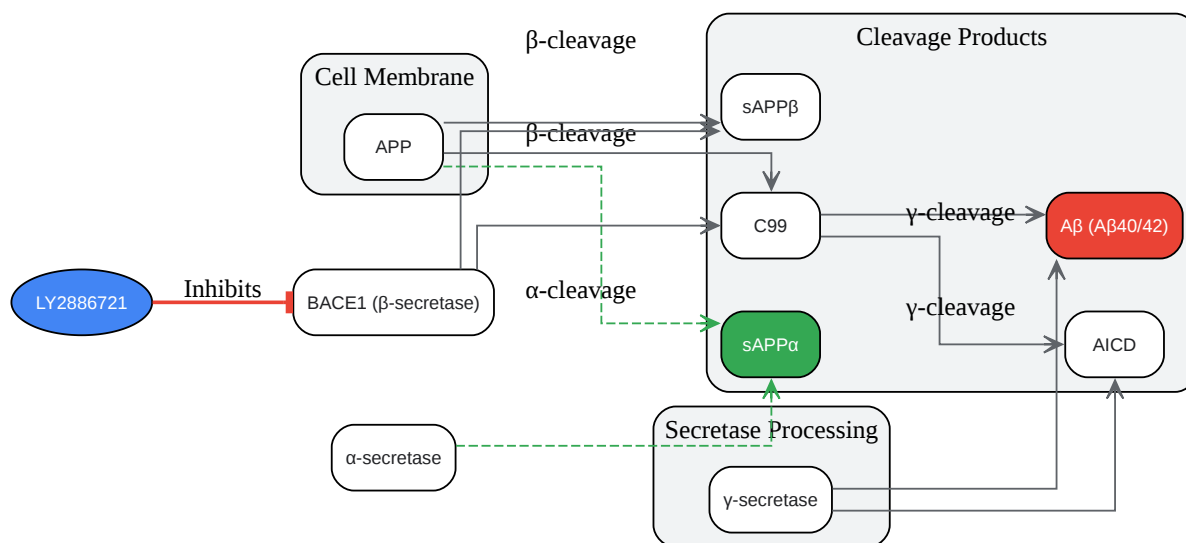 β-cleavage
Cleavage Products
Cell Membrane
sAPPβ
APP
β-cleavage
γ-cleavage
C99
Aβ (Aβ40/42)
LY2886721
Inhibits
BACE1 (β-secretase)
α-cleavage
γ-cleavage
sAPPα
AICD
Secretase Processing
α-secretase
γ-secretase